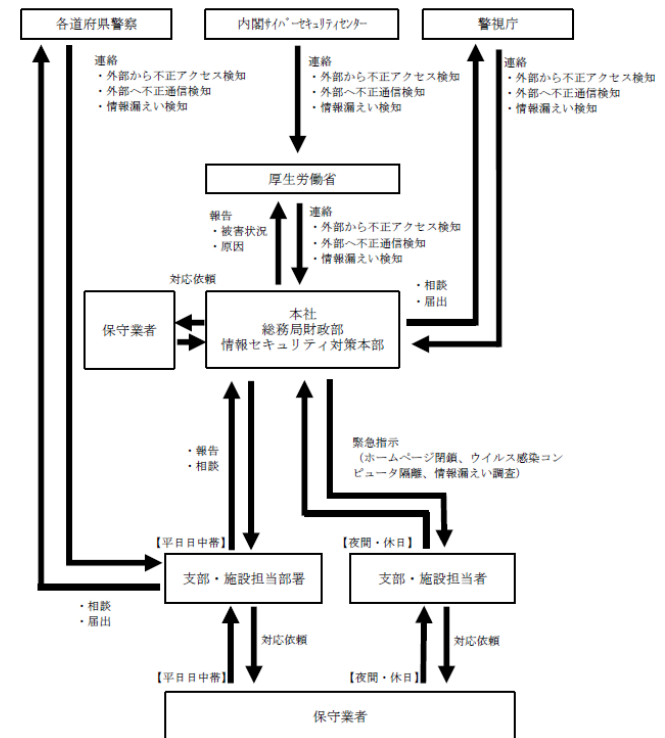 各道府県警察
内閣サイバーセキュリティセンター
警視庁
連絡
・外部から不正アクセス検知
・外部へ不正通信検知
・情報漏えい検知
連絡
・外部から不正アクセス検知
・外部へ不正通信検知
・情報漏えい検知
連絡
・外部から不正アクセス検知
・外部へ不正通信検知
・情報漏えい検知
厚生労働省
報告
・被害状況
・原因
連絡
・外部から不正アクセス検知
・外部へ不正通信検知
・情報漏えい検知
対応依頼
・相談
・届出
保守業者
本社
総務局財政部
情報セキュリティ対策本部
・報告
・相談
緊急指示
（ホームページ閉鎖、ウイルス感染コン
ピュータ隔離、情報漏えい調査）
【平日日中帯】
【夜間・休日】
支部・施設担当部署
支部・施設担当者
・相談
・届出
対応依頼
対応依頼
【平日日中帯】
【夜間・休日】
保守業者